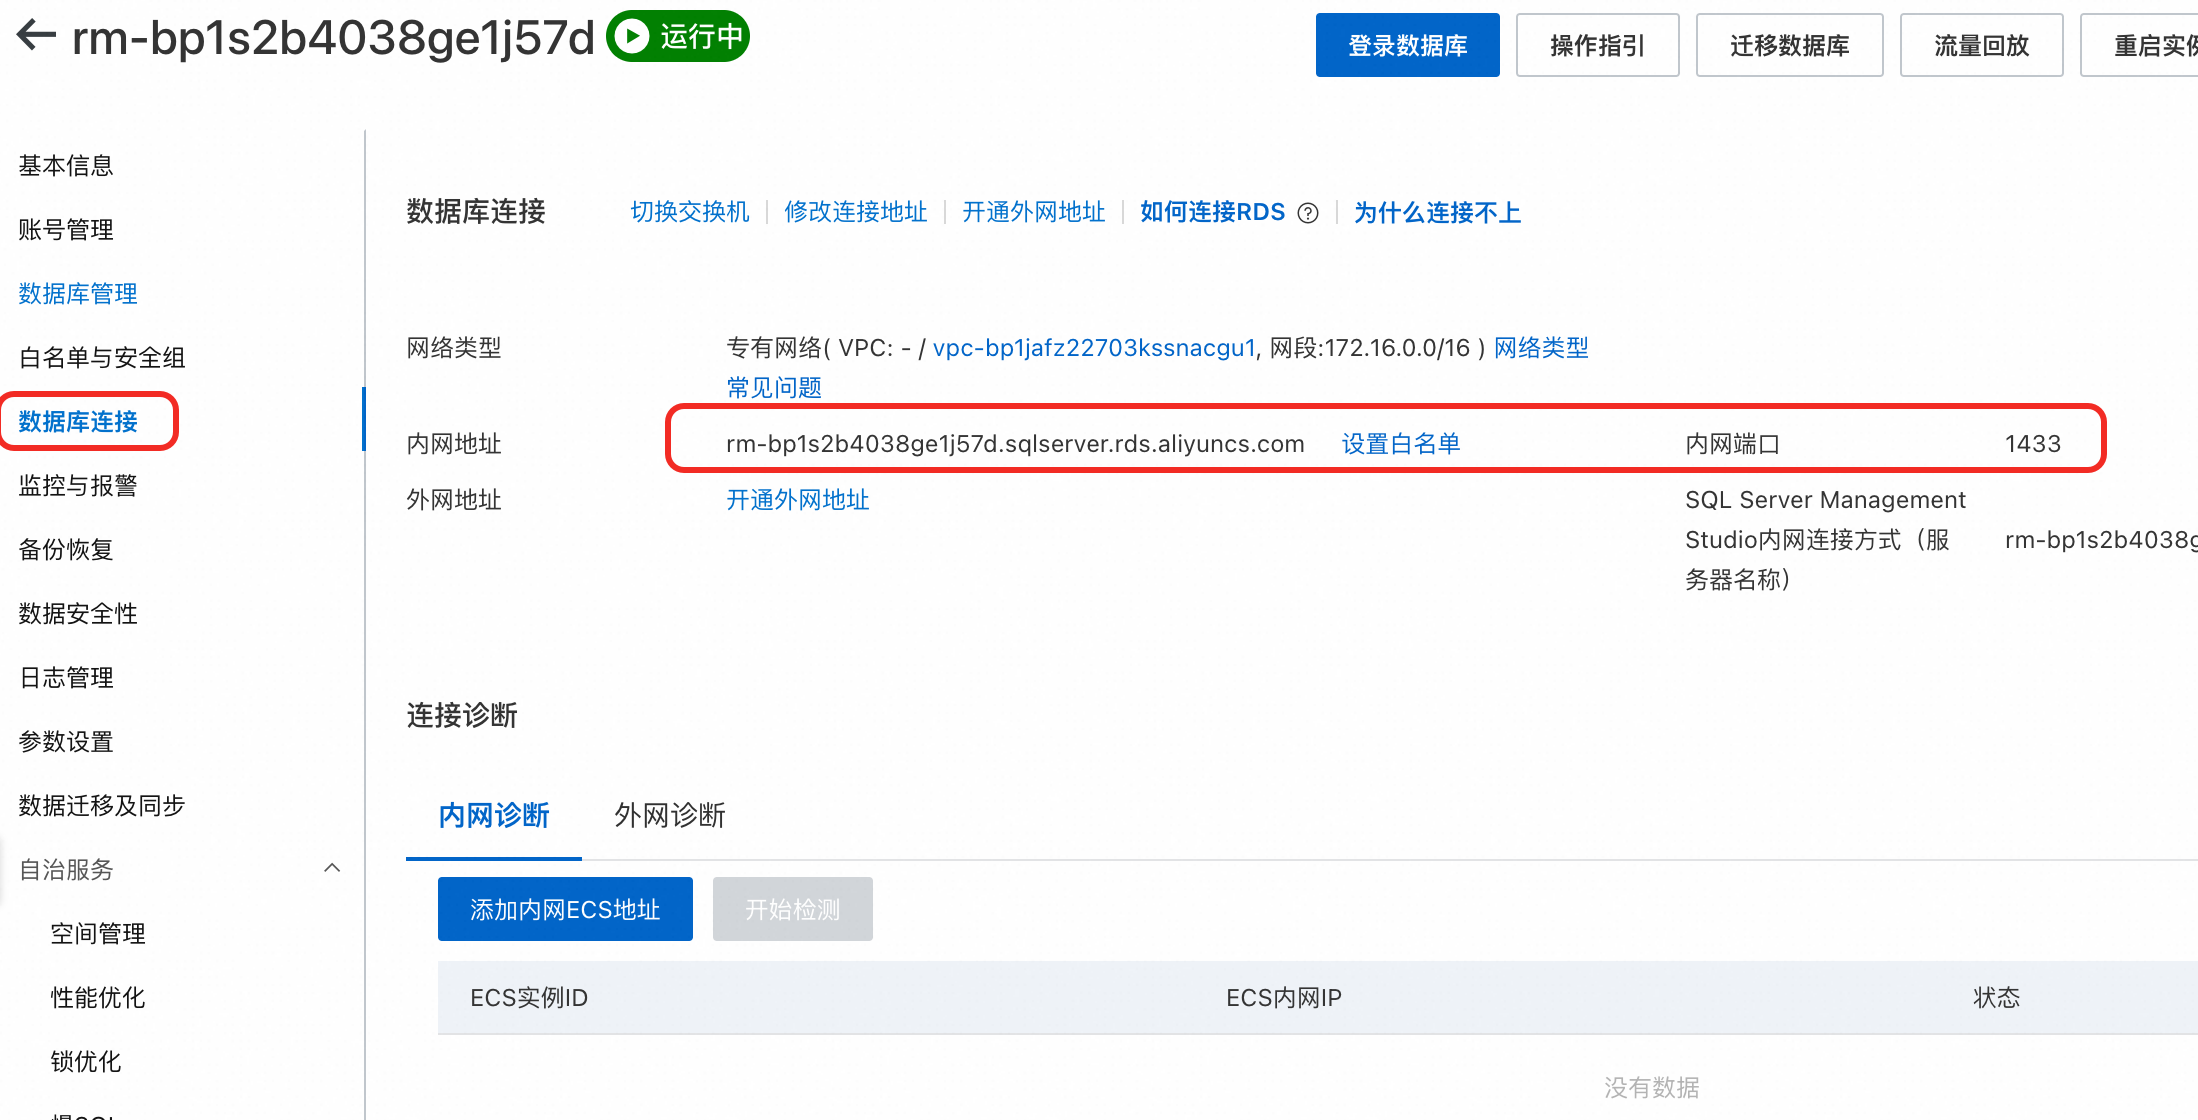 rm-bp1s2b4038ge1j57d 运行中
登录数据库 操作指引 迁移数据库 流量回放 重启实例
基本信息
账号管理
数据库管理
白名单与安全组
数据库连接
监控与报警
备份恢复
数据安全性
日志管理
参数设置
数据迁移及同步
自治服务
空间管理
性能优化
锁优化
数据库连接 切换交换机 修改连接地址 开通外网地址 如何连接RDS ? 为什么连接不上
网络类型 专有网络( VPC: - / vpc-bp1jafz22703kssnacgu1, 网段:172.16.0.0/16 ) 网络类型
常见问题
内网地址 rm-bp1s2b4038ge1j57d.sqlserver.rds.aliyuncs.com 设置白名单 内网端口 1433
外网地址 开通外网地址 SQL Server Management
Studio内网连接方式（服 rm-bp1s2b4038g
务器名称）
连接诊断
内网诊断 外网诊断
添加内网ECS地址 开始检测
ECS实例ID ECS内网IP 状态
没有数据